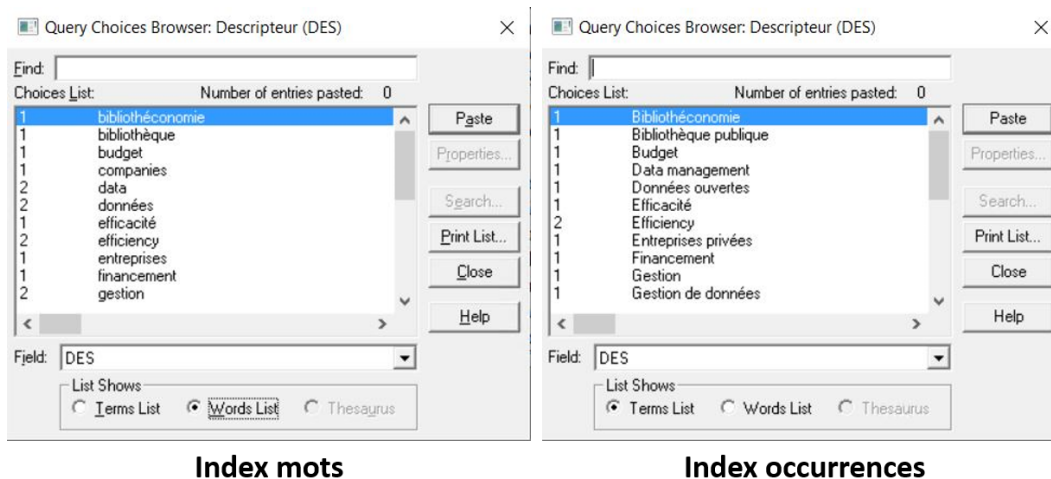 Query Choices Browser: Descripteur (DES)
Find:
Choices List: Number of entries pasted: 0
1 bibliothéconomie
1 bibliothèque
1 budget
1 companies
2 data
2 données
1 efficacité
2 efficiency
1 entreprises
1 financement
2 gestion
Paste
Properties...
Search...
Print List...
Close
Help
Field: DES
List Shows
Terms List Words List Thesaurus
Index mots
Query Choices Browser: Descripteur (DES)
Find:
Choices List: Number of entries pasted: 0
1 Bibliothéconomie
1 Bibliothèque publique
1 Budget
1 Data management
1 Données ouvertes
1 Efficacité
2 Efficiency
1 Entreprises privées
1 Financement
1 Gestion
1 Gestion de données
Paste
Properties...
Search...
Print List...
Close
Help
Field: DES
List Shows
Terms List Words List Thesaurus
Index occurrences